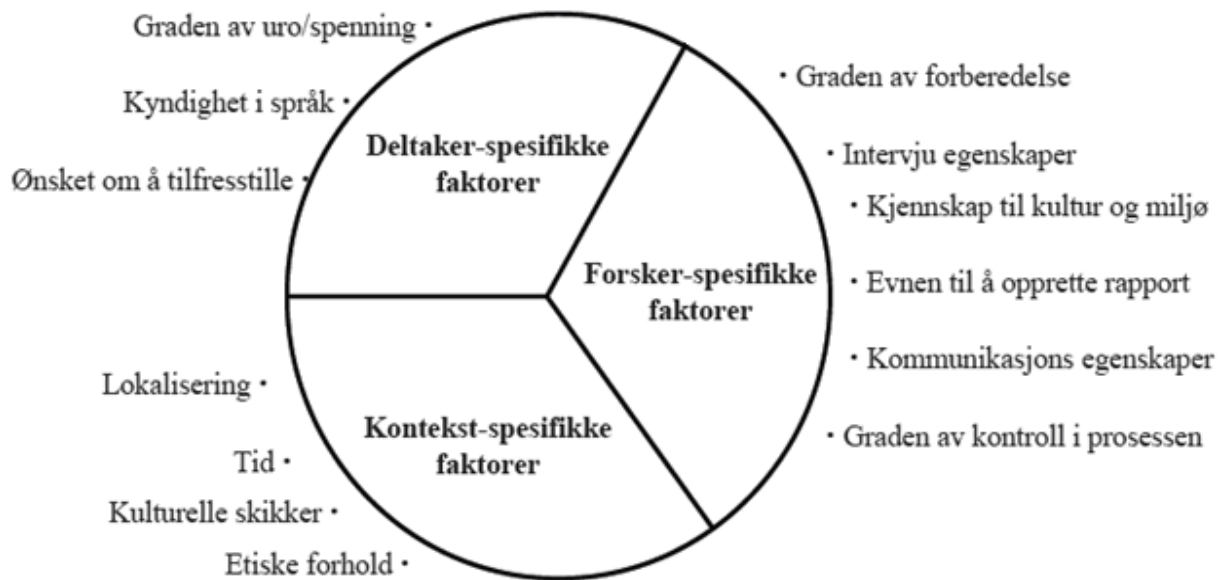 Graden av uro/spenning ·
Kyndighet i språk ·
Ønsket om å tilfresstille ·
Deltaker-spesifikke
faktorer
· Graden av forberedelse
· Intervju egenskaper
· Kjennskap til kultur og miljø
· Evnen til å opprette rapport
· Kommunikasjons egenskaper
· Graden av kontroll i prosessen
Forsker-spesifikke
faktorer
Lokalisering ·
Tid ·
Kulturelle skikker ·
Etiske forhold ·
Kontekst-spesifikke
faktorer